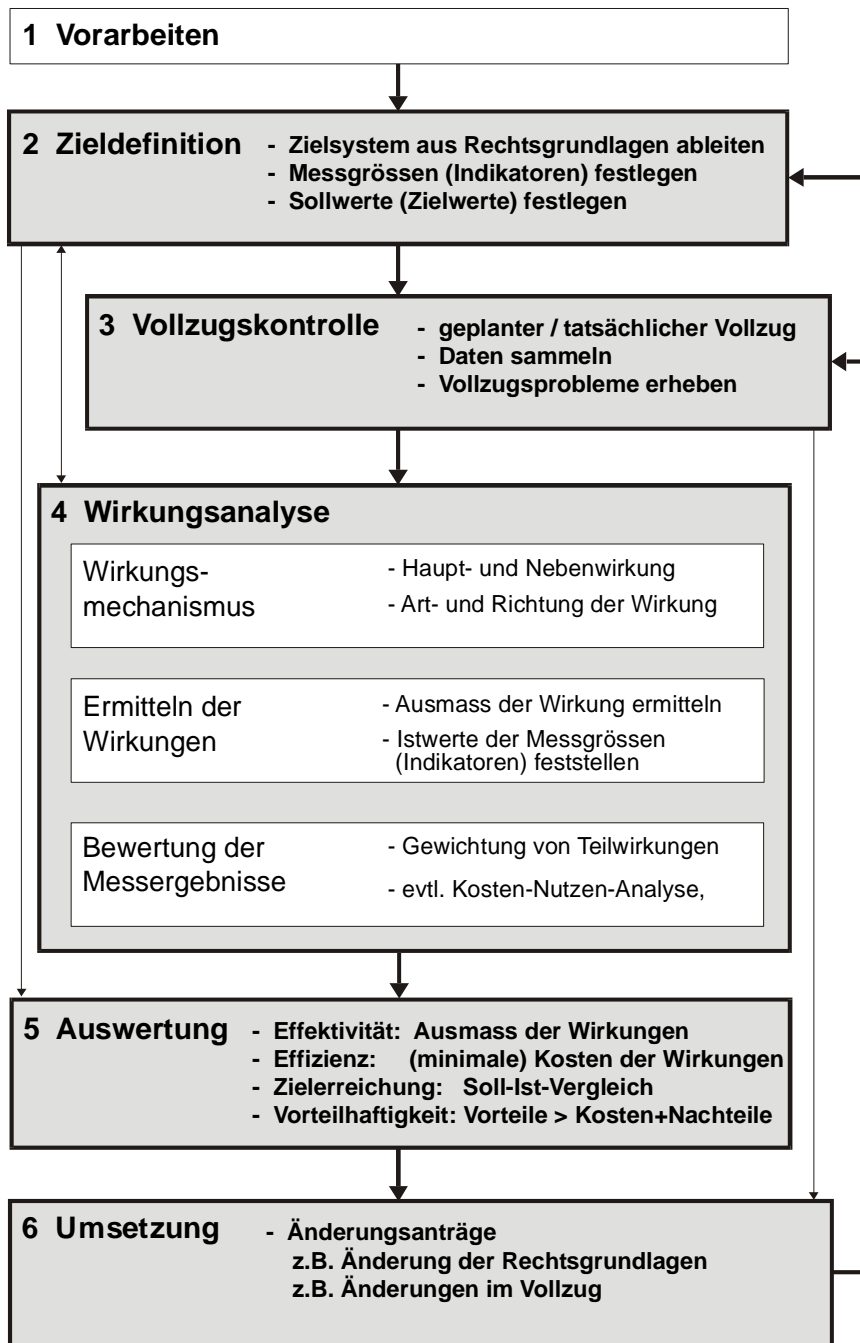 1 Vorarbeiten
2 Zieldefinition - Zielsystem aus Rechtsgrundlagen ableiten
- Messgrössen (Indikatoren) festlegen
- Sollwerte (Zielwerte) festlegen
3 Vollzugskontrolle - geplanter / tatsächlicher Vollzug
- Daten sammeln
- Vollzugsprobleme erheben
4 Wirkungsanalyse
Wirkungs- - Haupt- und Nebenwirkung
mechanismus - Art- und Richtung der Wirkung
Ermitteln der - Ausmass der Wirkung ermitteln
Wirkungen - Istwerte der Messgrössen
(Indikatoren) feststellen
Bewertung der - Gewichtung von Teilwirkungen
Messergebnisse - evtl. Kosten-Nutzen-Analyse,
5 Auswertung - Effektivität: Ausmass der Wirkungen
- Effizienz: (minimale) Kosten der Wirkungen
- Zielerreichung: Soll-Ist-Vergleich
- Vorteilhaftigkeit: Vorteile > Kosten+Nachteile
6 Umsetzung - Änderungsanträge
z.B. Änderung der Rechtsgrundlagen
z.B. Änderungen im Vollzug